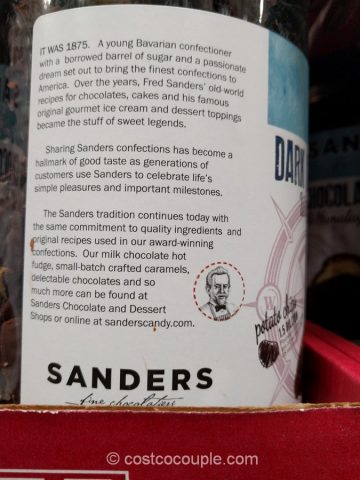 IT WAS 1875. A young Bavarian confectioner
with a borrowed barrel of sugar and a passionate
dream set out to bring the finest confections to
America. Over the years, Fred Sanders' old-world
recipes for chocolates, cakes and his famous
original gourmet ice cream and dessert toppings
became the stuff of sweet legends.
Sharing Sanders confections has become a
hallmark of good taste as generations of
customers use Sanders to celebrate life's
simple pleasures and important milestones.
The Sanders tradition continues today with
the same commitment to quality ingredients and
original recipes used in our award-winning
confections. Our milk chocolate hot
fudge, small-batch crafted caramels,
delectable chocolates and so
much more can be found at
Sanders Chocolate and Dessert
Shops or online at sanderscandy.com.
SANDERS
fine chocolatiers
DARK
potato chips
costcocouple.com